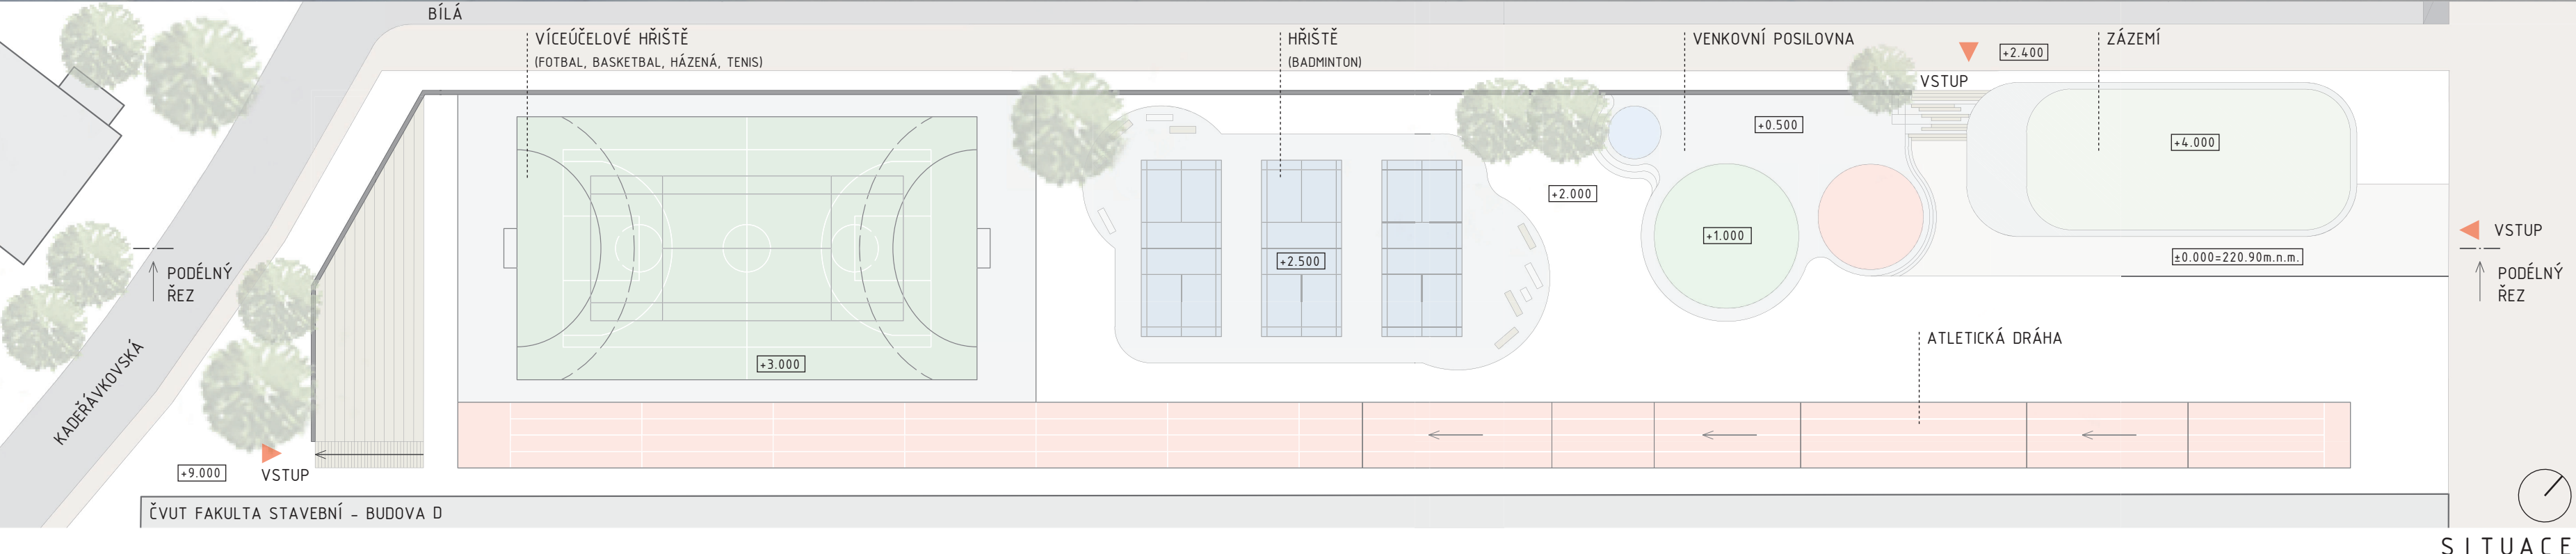 BÍLÁ
VÍCEÚČELOVÉ HŘIŠTĚ
(FOTBAL, BASKETBAL, HÁZENÁ, TENIS)
HŘIŠTĚ
(BADMINTON)
VENKOVNÍ POSILOVNA
+2.400
ZÁZEMÍ
VSTUP
+0.500
+4.000
+2.000
+1.000
VSTUP
±0.000=220.90m.n.m.
+2.500
PODÉLNÝ
ŘEZ
PODÉLNÝ
ŘEZ
ATLETICKÁ DRÁHA
+3.000
KADEŘÁVKOVSKÁ
+9.000
VSTUP
ČVUT FAKULTA STAVEBNÍ - BUDOVA D
SITUACE